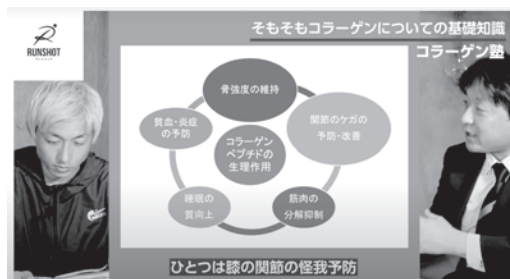 RUNSHOT
そもそもコラーゲンについての基礎知識
コラーゲン塾
骨強度の維持
貧血・炎症
の予防
関節のケガの
予防・改善
コラーゲン
ペプチドの
生理作用
睡眠の
質向上
筋肉の
分解抑制
ひとつは膝の関節の怪我予防